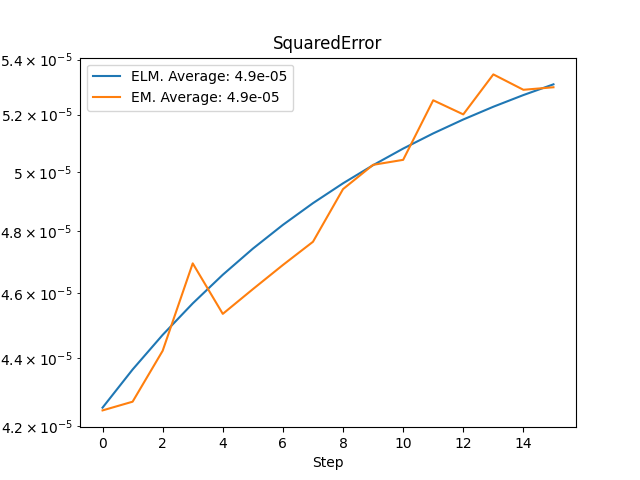 SquaredError
ELM. Average: 4.9e-05
EM. Average: 4.9e-05
5.4 × 10⁻⁵
5.2 × 10⁻⁵
5 × 10⁻⁵
4.8 × 10⁻⁵
4.6 × 10⁻⁵
4.4 × 10⁻⁵
4.2 × 10⁻⁵
0 2 4 6 8 10 12 14
Step